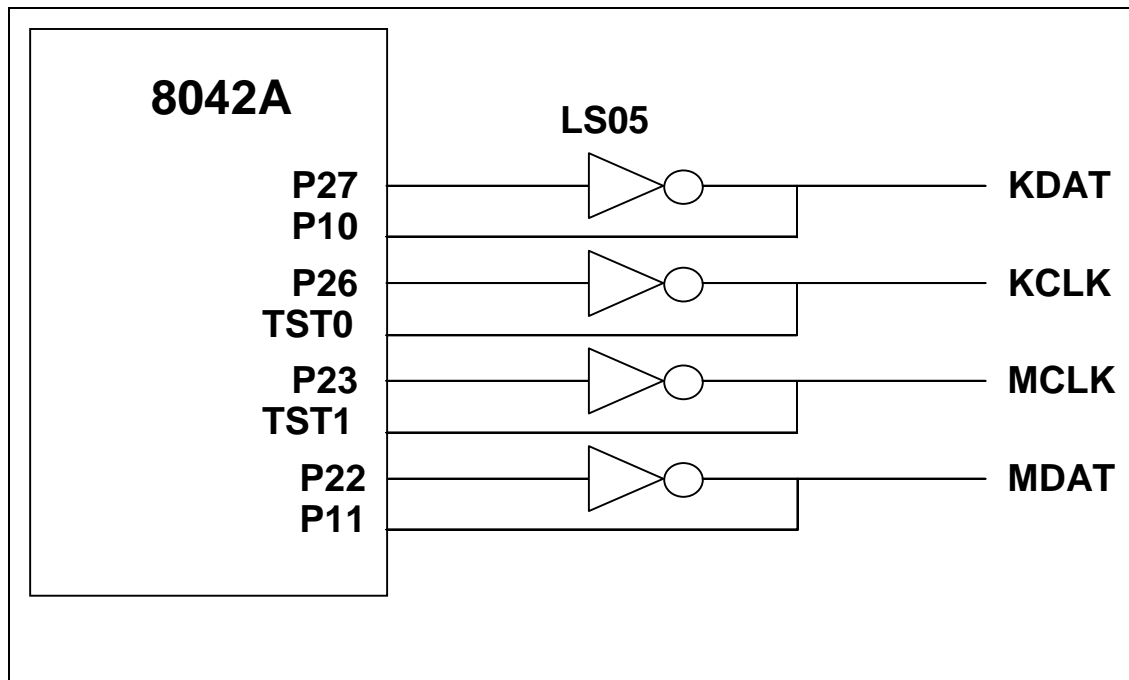 8042A
LS05
P27
KDAT
P10
P26
KCLK
TST0
P23
MCLK
TST1
P22
MDAT
P11